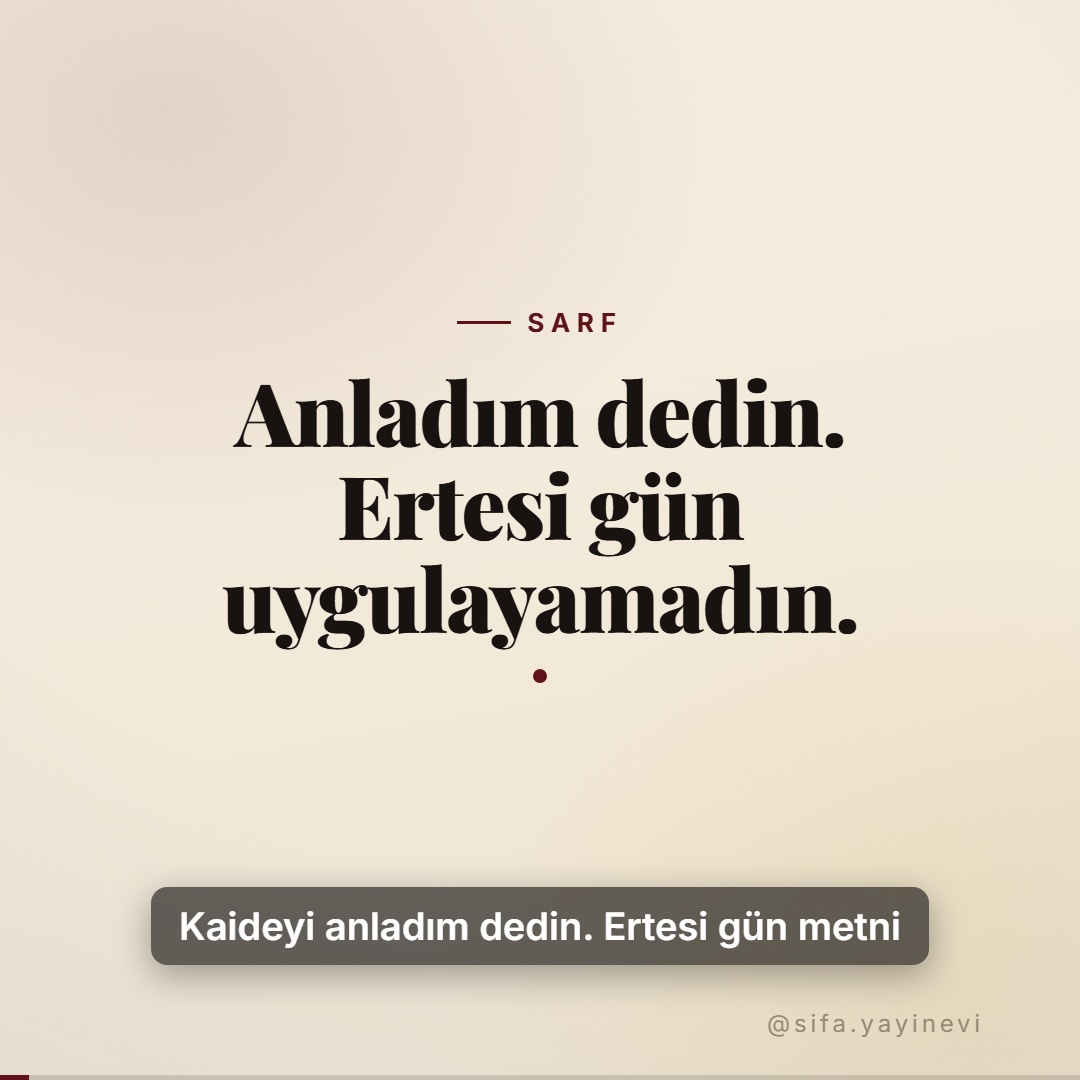 SARF
Anladım dedin.
Ertesi gün
uygulayamadın.
Kaideyi anladım dedin. Ertesi gün metni
@sifa.yayinevi